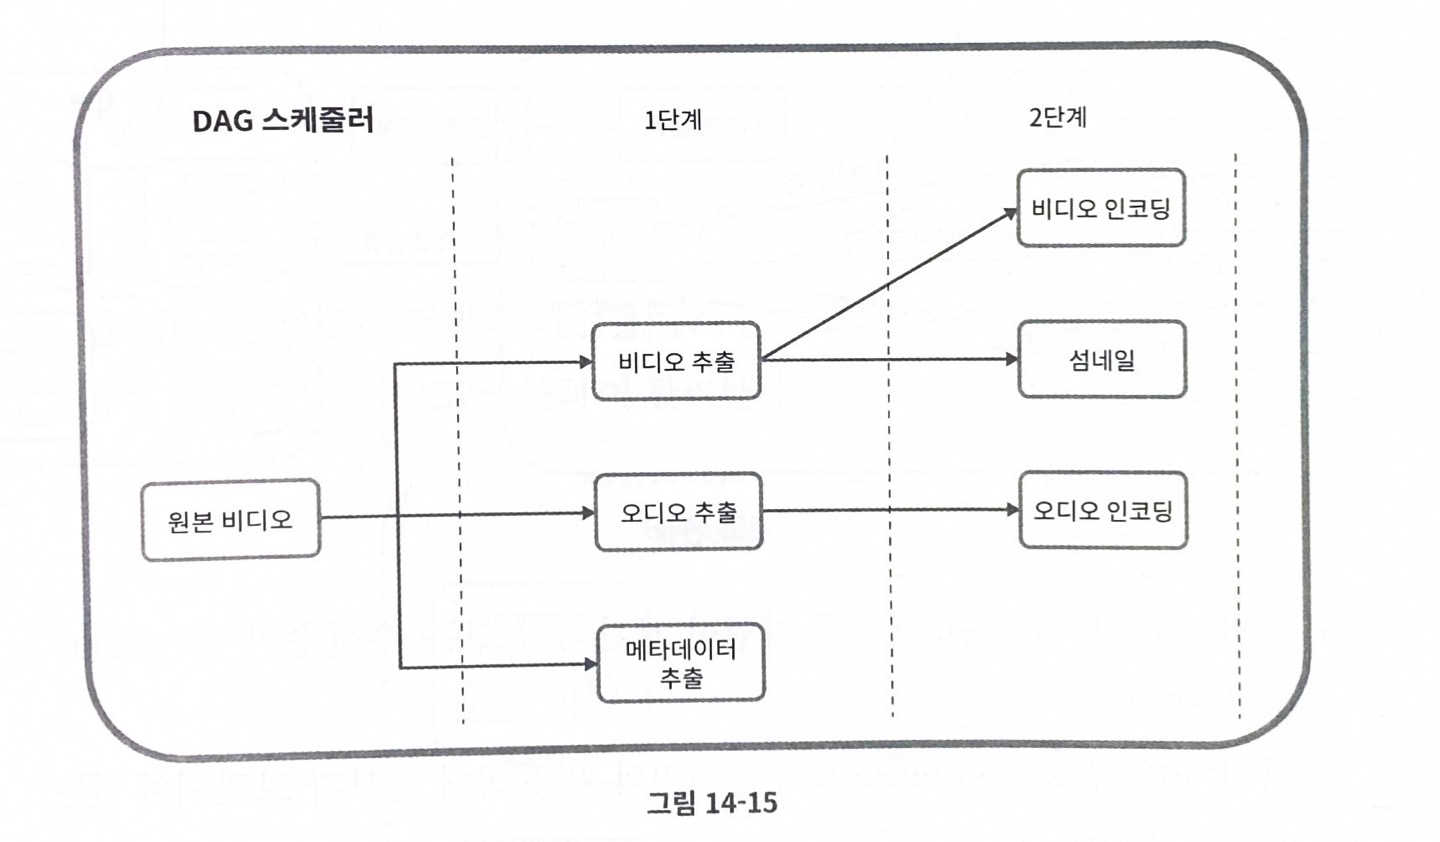 DAG 스케줄러
1단계
2단계
비디오 인코딩
비디오 추출
섬네일
원본 비디오
오디오 추출
오디오 인코딩
메타데이터
추출
그림 14-15